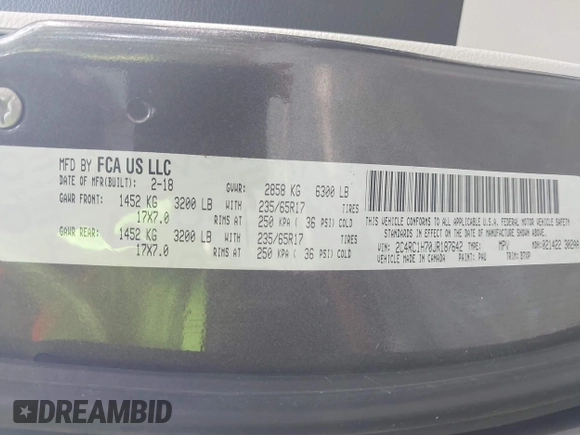 MFD BY FCA US LLC
DATE OF MFR(BUILT): 2-18 GVWR: 2858 KG 6300 LB
GAWR FRONT: 1452 KG 3200 LB WITH 235/65R17 TIRES
17X7.0 RIMS AT 250 KPA ( 36 PSI) COLD
GAWR REAR: 1452 KG 3200 LB WITH 235/65R17 TIRES
17X7.0 RIMS AT 250 KPA ( 36 PSI) COLD
THIS VEHICLE CONFORMS TO ALL APPLICABLE U.S.A. FEDERAL MOTOR VEHICLE SAFETY
STANDARDS IN EFFECT ON THE DATE OF MANUFACTURE SHOWN ABOVE.
VIN: 2C4RC1H70JR187642 TYPE: MPV MDH: 021422 302AA
VEHICLE MADE IN CANADA PAINT: PAU TRIM:
DREAMBID